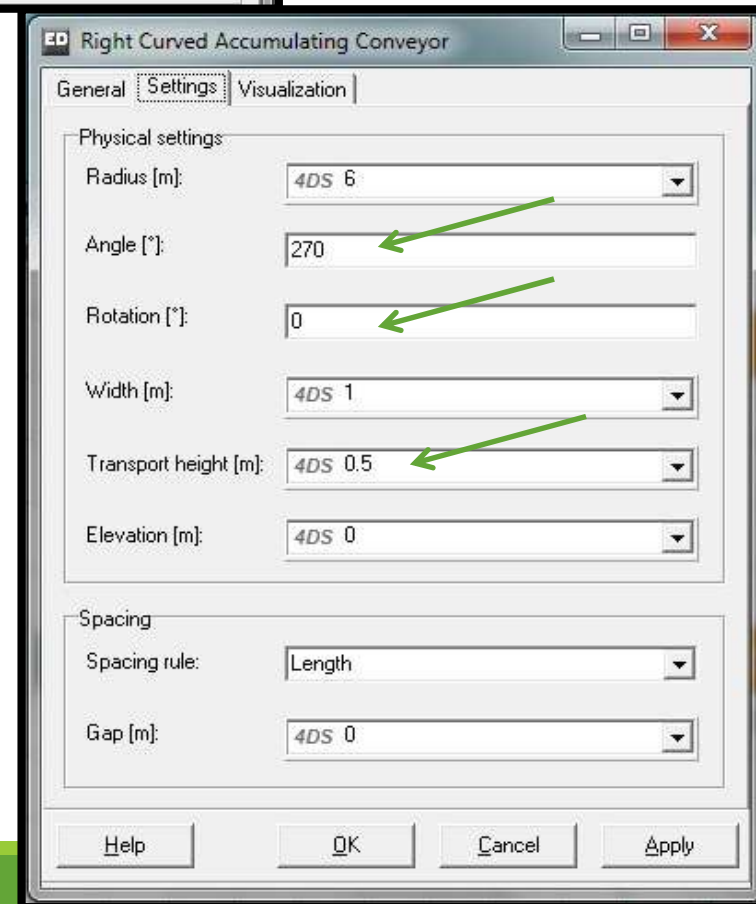 ED Right Curved Accumulating Conveyor
General Settings Visualization
Physical settings
Radius [m]: 4DS 6
Angle [°]: 270
Rotation [°]: 0
Width [m]: 4DS 1
Transport height [m]: 4DS 0.5
Elevation [m]: 4DS 0
Spacing
Spacing rule: Length
Gap [m]: 4DS 0
Help OK Cancel Apply